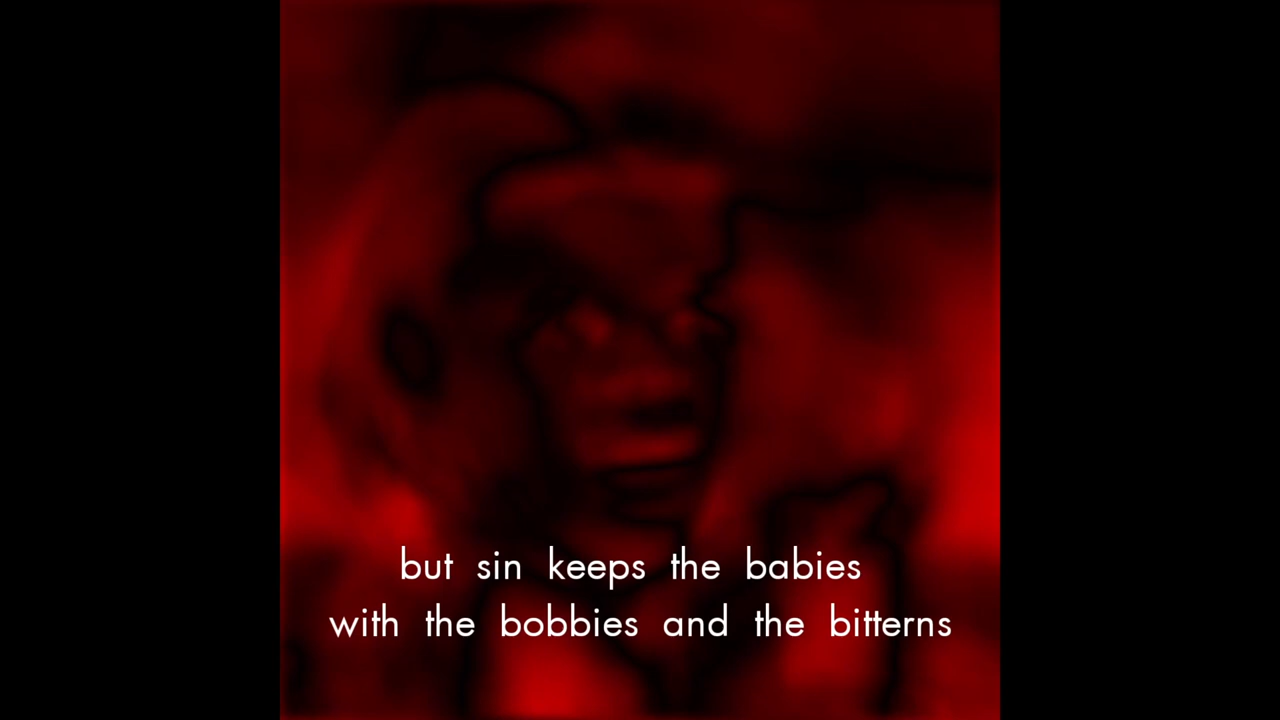 but sin keeps the babies
with the bobbies and the bitterns